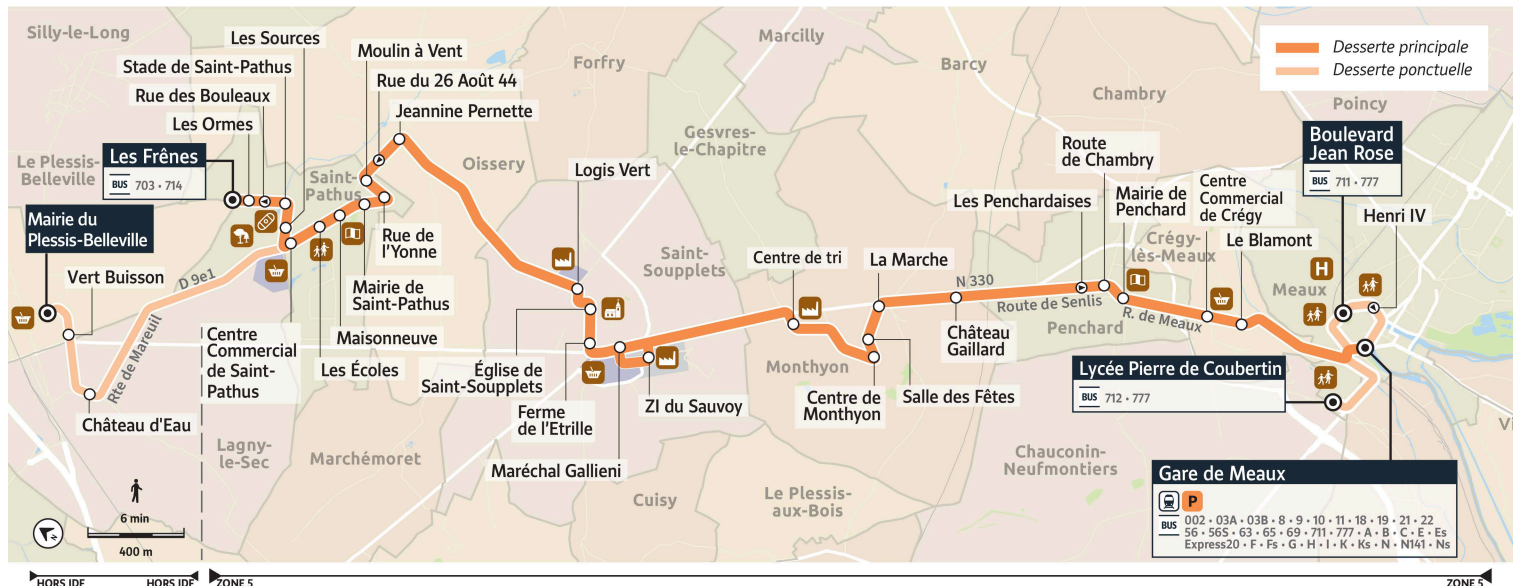 Silly-le-Long
Les Sources
Stade de Saint-Pathus
Rue des Bouleaux
Les Ormes
Le Plessis-
Belleville
Les Frênes
BUS 703 • 714
Mairie du
Plessis-Belleville
Vert Buisson
D 9e1
Rte de Mareuil
Château d'Eau
Centre
Commercial
de Saint-
Pathus
Lagny-
le-Sec
Moulin à Vent
Rue du 26 Août 44
Jeannine Pernette
Saint-
Pathus
Rue de
l'Yonne
Mairie de
Saint-Pathus
Maisonneuve
Les Écoles
Marchémoret
Forfry
Oissery
Marcilly
Gesvres-
le-Chapitre
Logis Vert
Saint-
Soupplets
Église de
Saint-Soupplets
Ferme
de l'Etrille
Maréchal Gallieni
ZI du Sauvoy
Cuisy
Le Plessis-
aux-Bois
Centre de tri
Monthyon
La Marche
Centre de
Monthyon
Salle des Fêtes
Barcy
Chambry
Les Penchardaises
Route
de Chambry
Mairie de
Penchard
Centre
Commercial
de Crégy
Le Blamont
Crégy-
lès-Meaux
N 330
Route de Senlis
R. de Meaux
Château
Gaillard
Penchard
Chauconin-
Neufmontiers
Desserte principale
Desserte ponctuelle
Poincy
Boulevard
Jean Rose
BUS 711 • 777
Henri IV
H
Meaux
Lycée Pierre de Coubertin
BUS 712 • 777
Vi
Gare de Meaux
P
BUS
002 • 03A • 03B • 8 • 9 • 10 • 11 • 18 • 19 • 21 • 22
56 • 56S • 63 • 65 • 69 • 711 • 777 • A • B • C • E • Es
Express20 • F • Fs • G • H • I • K • Ks • N • N141 • Ns
6 min
400 m
HORS IDF
HORS IDF
ZONE 5
ZONE 5